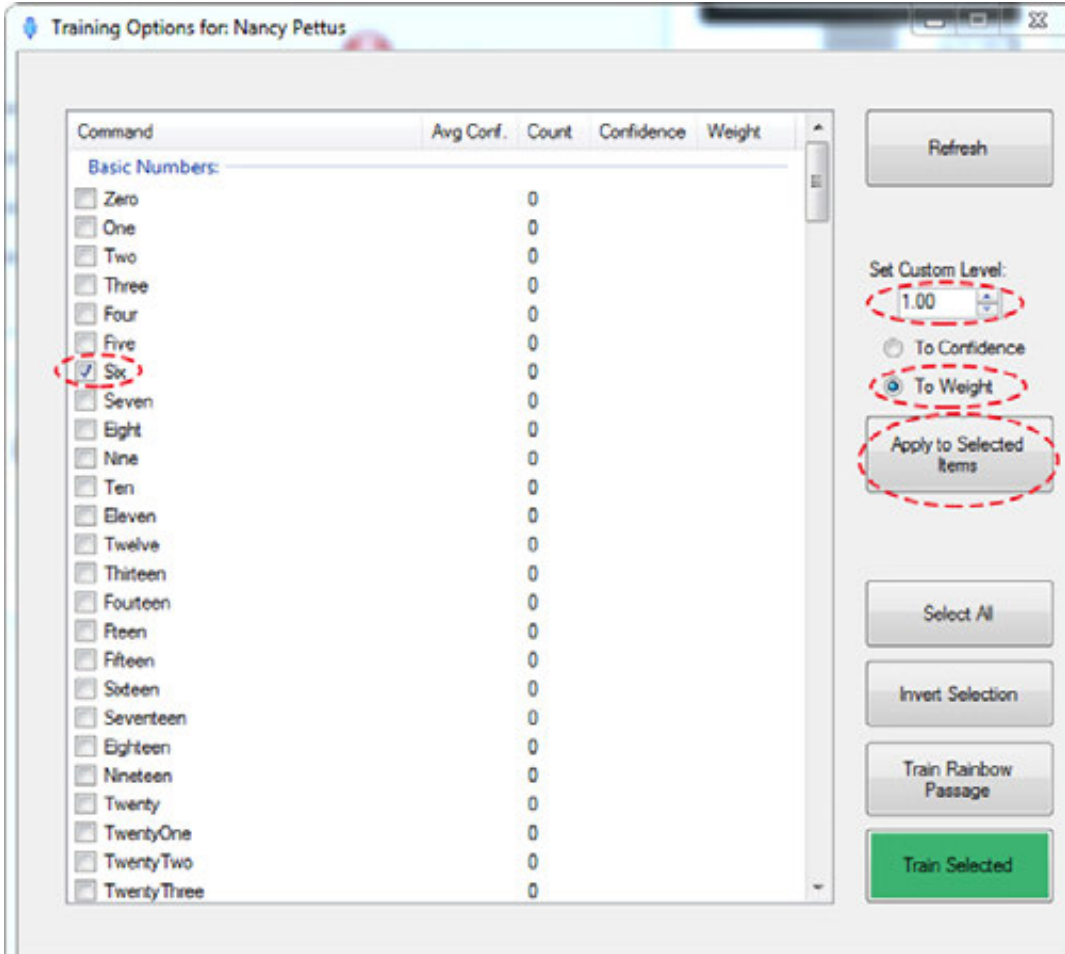 Training Options for: Nancy Pettus
Command Avg Conf. Count Confidence Weight
Basic Numbers:
Zero 0
One 0
Two 0
Three 0
Four 0
Five 0
Six 0
Seven 0
Eight 0
Nine 0
Ten 0
Eleven 0
Twelve 0
Thirteen 0
Fourteen 0
Fteen 0
Fifteen 0
Sixteen 0
Seventeen 0
Eighteen 0
Nineteen 0
Twenty 0
TwentyOne 0
TwentyTwo 0
TwentyThree 0
Refresh
Set Custom Level:
1.00
To Confidence
To Weight
Apply to Selected
Items
Select All
Invert Selection
Train Rainbow
Passage
Train Selected